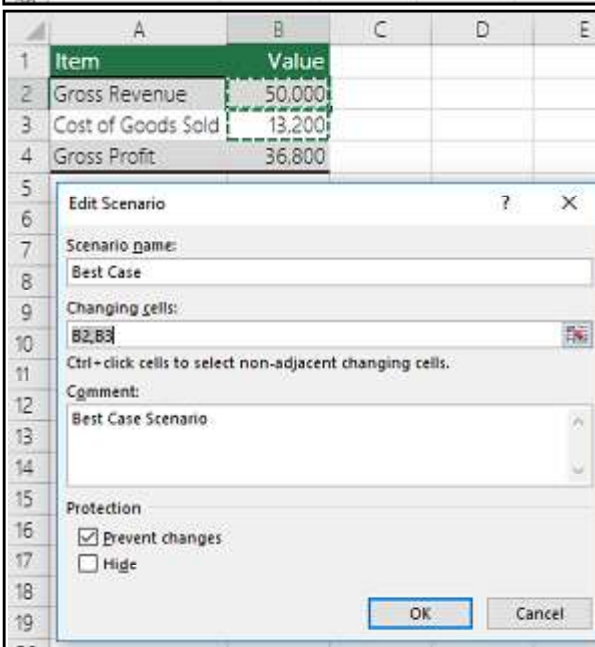 A B C D E
1 Item Value
2 Gross Revenue 50,000
3 Cost of Goods Sold 13,200
4 Gross Profit 36,800
5
6 Edit Scenario ? ×
7 Scenario name:
8 Best Case
9 Changing cells:
10 B2,B3
11 Ctrl+click cells to select non-adjacent changing cells.
12 Comment:
13 Best Case Scenario
14
15 Protection
16 Prevent changes
17 Hide
18
19 OK Cancel